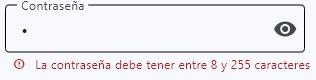 Contraseña
•
La contraseña debe tener entre 8 y 255 caracteres